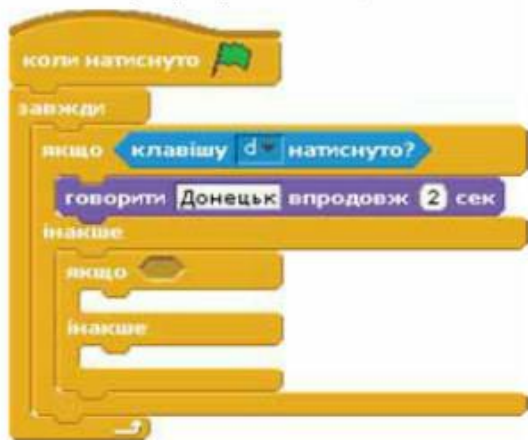 коли натиснуто
завжди
якщо клавішу d натиснуто?
говорити Донецьк впродовж 2 сек
інакше
якщо
інакше